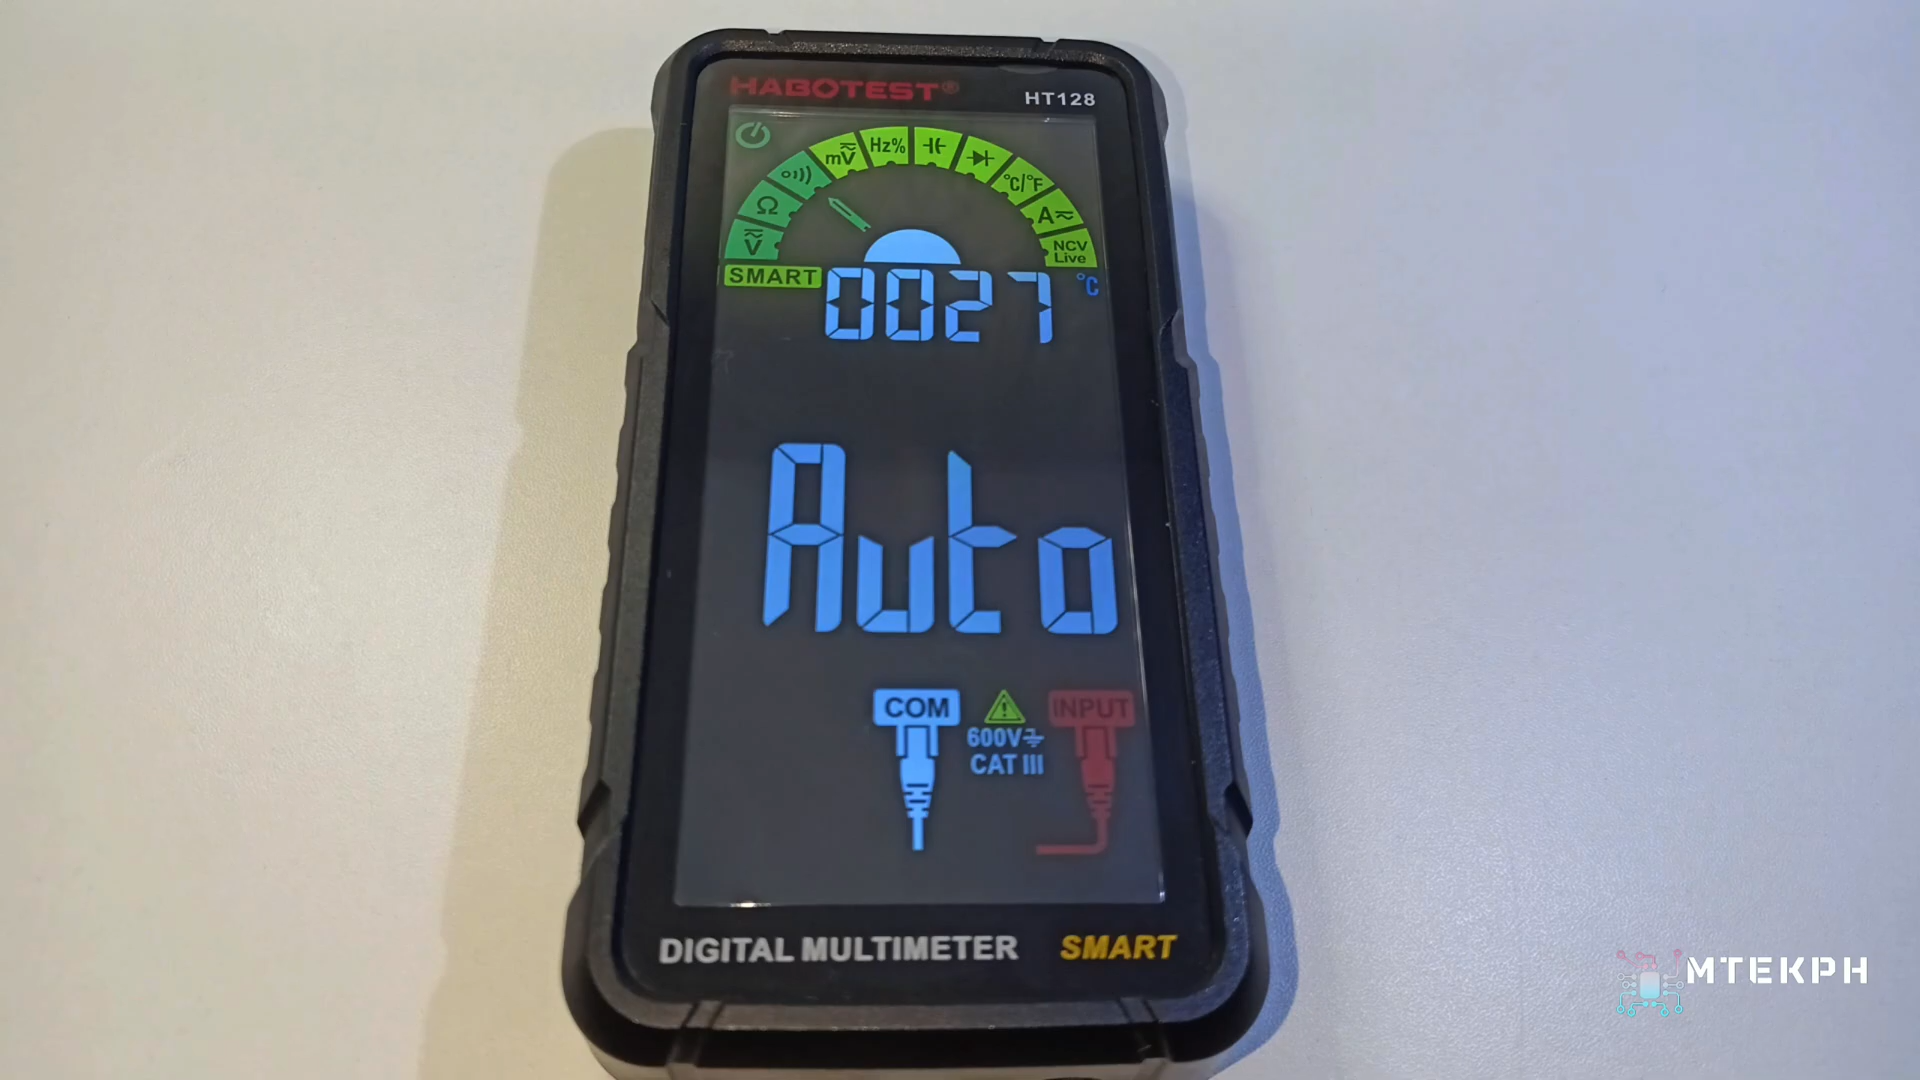 HABOTEST®
HT128
V
Ω
mV
Hz%
°C/°F
A
NCV
Live
SMART
0027 °C
Auto
COM
INPUT
600V
CAT III
DIGITAL MULTIMETER
SMART
MTEKPH